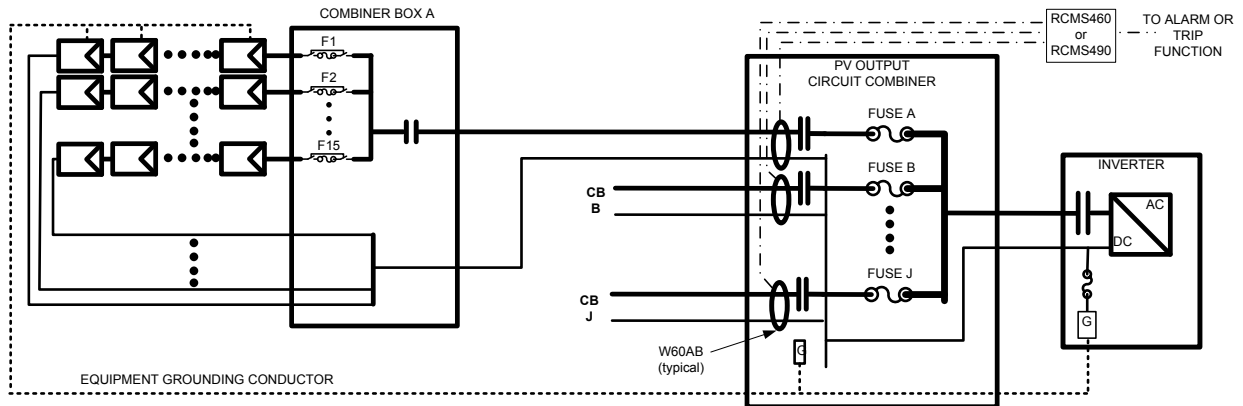 COMBINER BOX A
F1
F2
F15
RCMS460
or
RCMS490
TO ALARM OR
TRIP
FUNCTION
PV OUTPUT
CIRCUIT COMBINER
FUSE A
FUSE B
FUSE J
CB
B
CB
J
W60AB
(typical)
G
INVERTER
AC
DC
G
EQUIPMENT GROUNDING CONDUCTOR